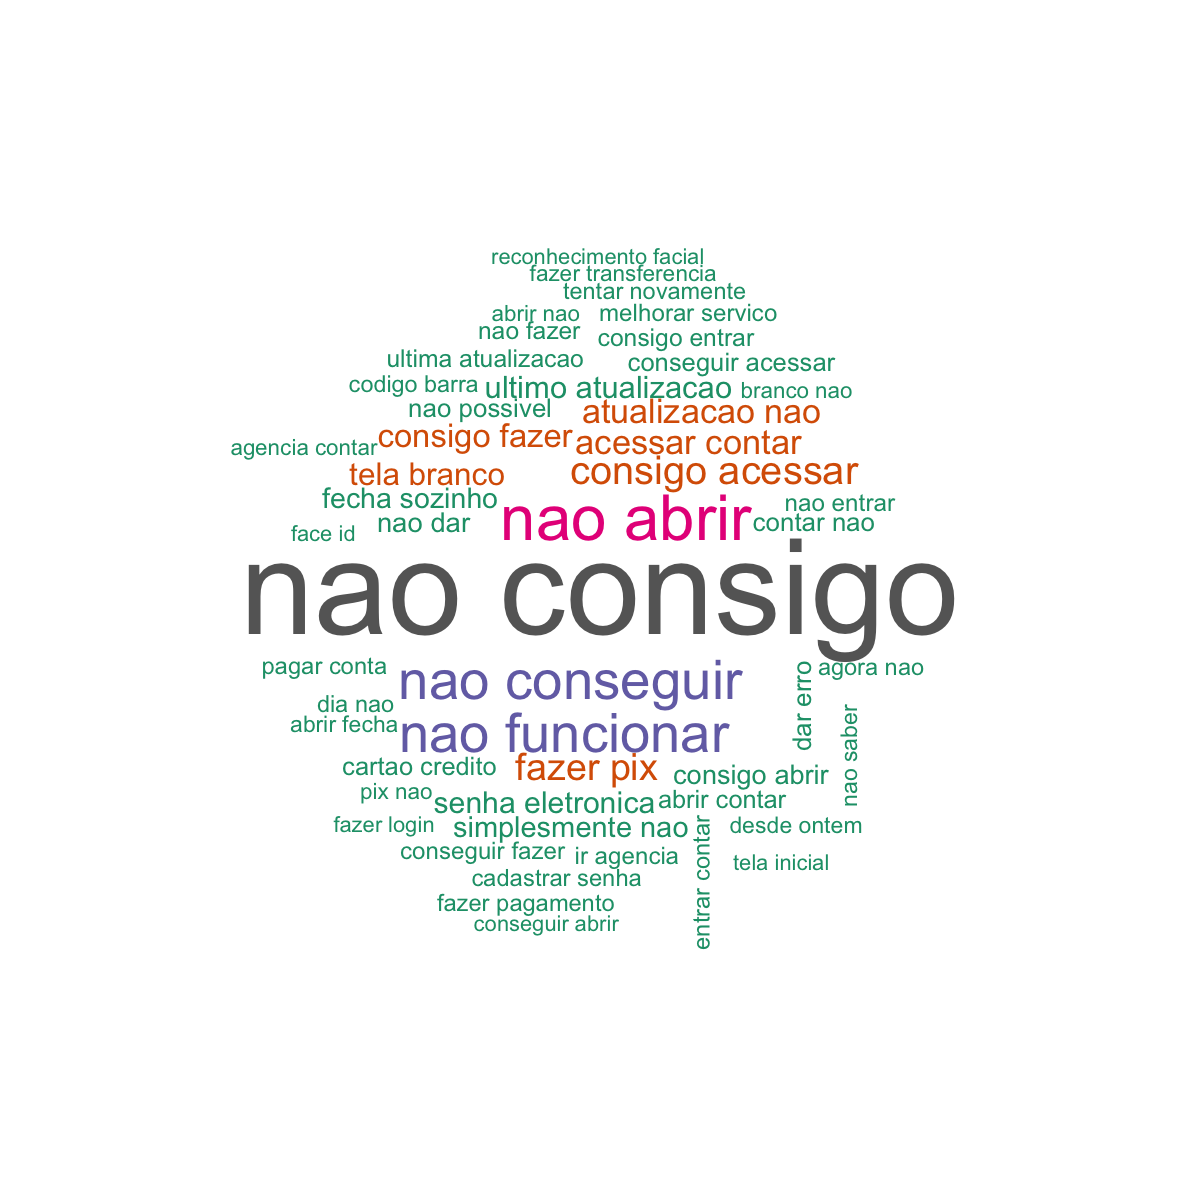 reconhecimento facial
fazer transferencia
tentar novamente
abrir nao
melhorar servico
nao fazer
consigo entrar
ultima atualizacao
conseguir acessar
codigo barra
ultimo atualizacao
branco nao
nao possivel
atualizacao nao
consigo fazer
acessar contar
agencia contar
tela branco
consigo acessar
fecha sozinho
nao abrir
nao entrar
nao dar
contar nao
face id
nao consigo
pagar conta
nao conseguir
dar erro
agora nao
dia nao
abrir fecha
nao funcionar
nao saber
cartao credito
fazer pix
consigo abrir
pix nao
senha eletronica
abrir contar
fazer login
simplesmente nao
entrar contar
desde ontem
conseguir fazer
ir agencia
tela inicial
cadastrar senha
fazer pagamento
conseguir abrir